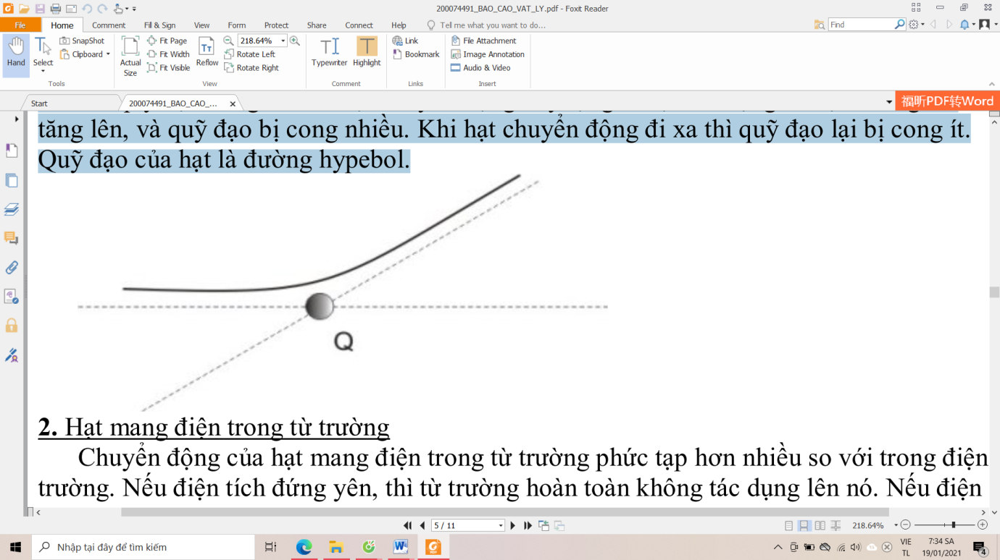 200074491_BAO_CAO_VAT_LY.pdf - Foxit Reader
File Home Comment Fill & Sign View Form Protect Share Connect Help Tell me what you want to do... Find
Hand
Select
SnapShot
Clipboard
Tools
Actual Size
Fit Page
Fit Width
Fit Visible
Reflow
218.64%
Rotate Left
Rotate Right
View
Typewriter
Highlight
Comment
Link
Bookmark
Links
File Attachment
Image Annotation
Audio & Video
Insert
Start
200074491_BAO_CAO_...
福昕PDF转Word
tăng lên, và quỹ đạo bị cong nhiều. Khi hạt chuyển động đi xa thì quỹ đạo lại bị cong ít.
Quỹ đạo của hạt là đường hypebol.
Q
2. Hạt mang điện trong từ trường
Chuyển động của hạt mang điện trong từ trường phức tạp hơn nhiều so với trong điện
trường. Nếu điện tích đứng yên, thì từ trường hoàn toàn không tác dụng lên nó. Nếu điện
5 / 11
218.64%
Nhập tại đây để tìm kiếm
VIE
TL
7:34 SA
19/01/2021
4